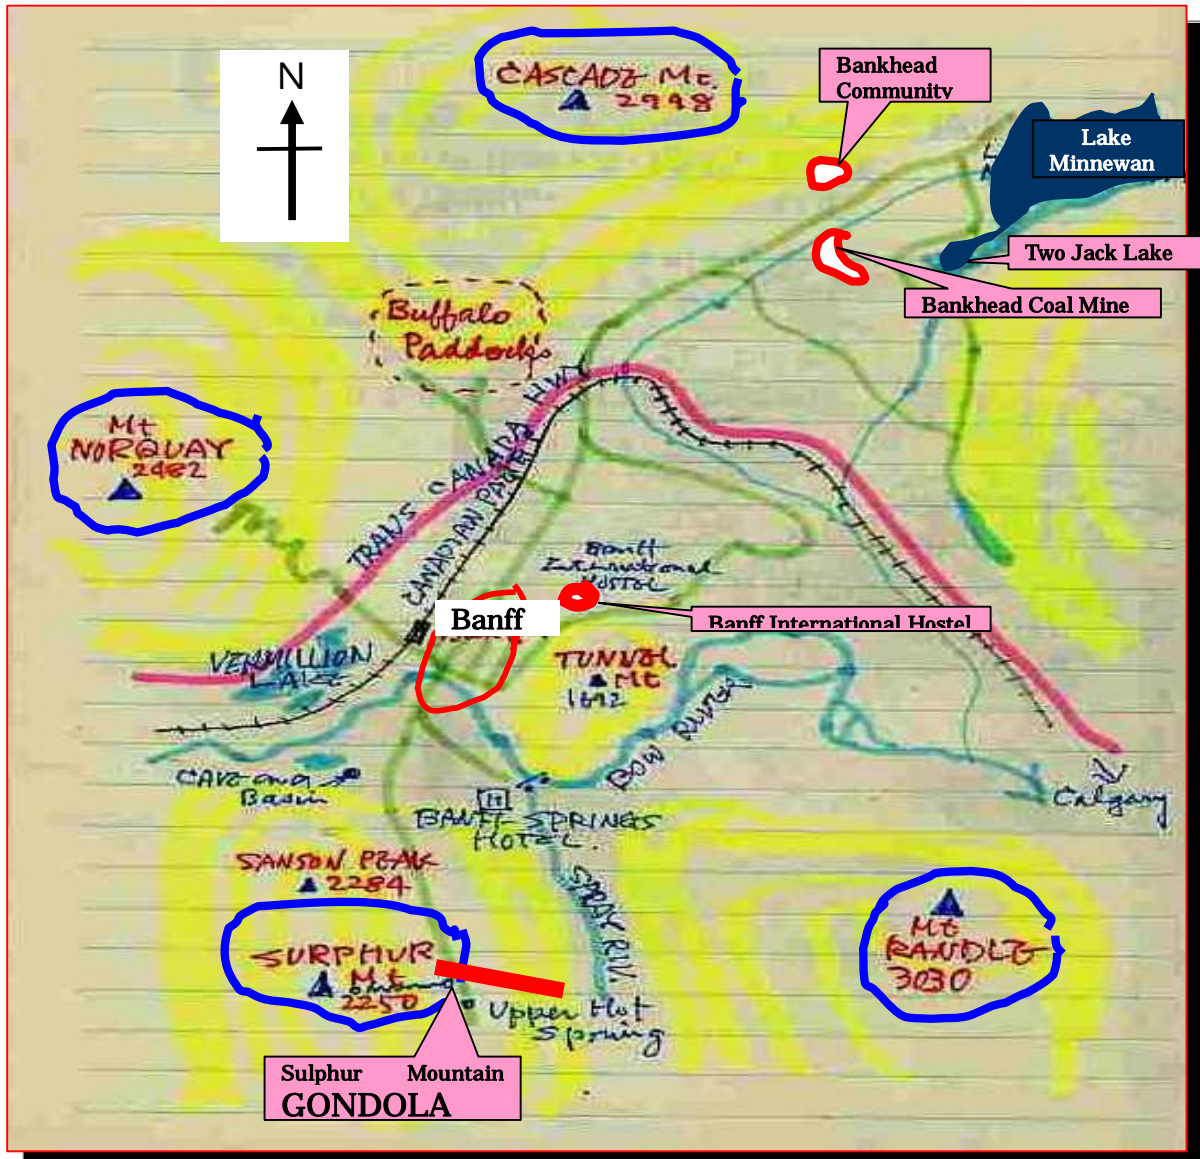 N
CASCADE Mt.
2998
Bankhead
Community
Lake
Minnewan
Two Jack Lake
Bankhead Coal Mine
Buffalo
Paddocks
Mt
NORQUAY
2482
TRANS CANADA HWY
CANADIAN PACIFIC
Banff
International
HOSTEL
Banff
Banff International Hostel
VERMILLION
LAKE
TUNNEL
Mt
1692
BOW RIVER
CAVE and
Basin
Calgary
H
BANFF SPRINGS
HOTEL.
SANSON PEAK
2284
SPRAY RIV.
SURPHUR
Mt
2250
Mt
RANDLE
3030
Upper Hot
Spring
Sulphur Mountain
GONDOLA